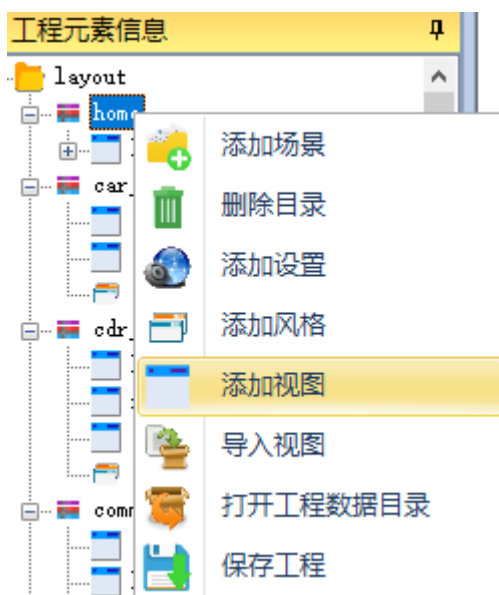 工程元素信息
layout
home
car_
cdr_
comm
添加场景
删除目录
添加设置
添加风格
添加视图
导入视图
打开工程数据目录
保存工程